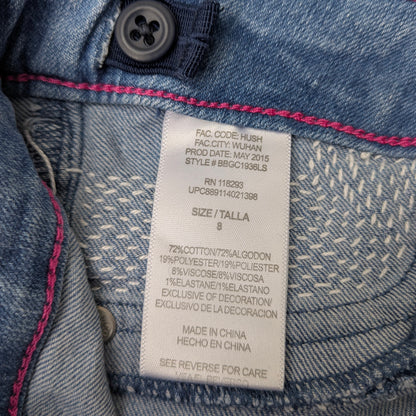 FAC. CODE: HUSH
FAC.CITY: WUHAN
PROD DATE: MAY 2015
STYLE # BBGC1936LS
RN 118293
UPC889114021398
SIZE / TALLA
8
72%COTTON/72%ALGODON
19%POLYESTER/19%POLIESTER
8%VISCOSE/8%VISCOSA
1%ELASTANE/1%ELASTANO
EXCLUSIVE OF DECORATION
EXCLUSIVO DE LA DECORACION
MADE IN CHINA
HECHO EN CHINA
SEE REVERSE FOR CARE